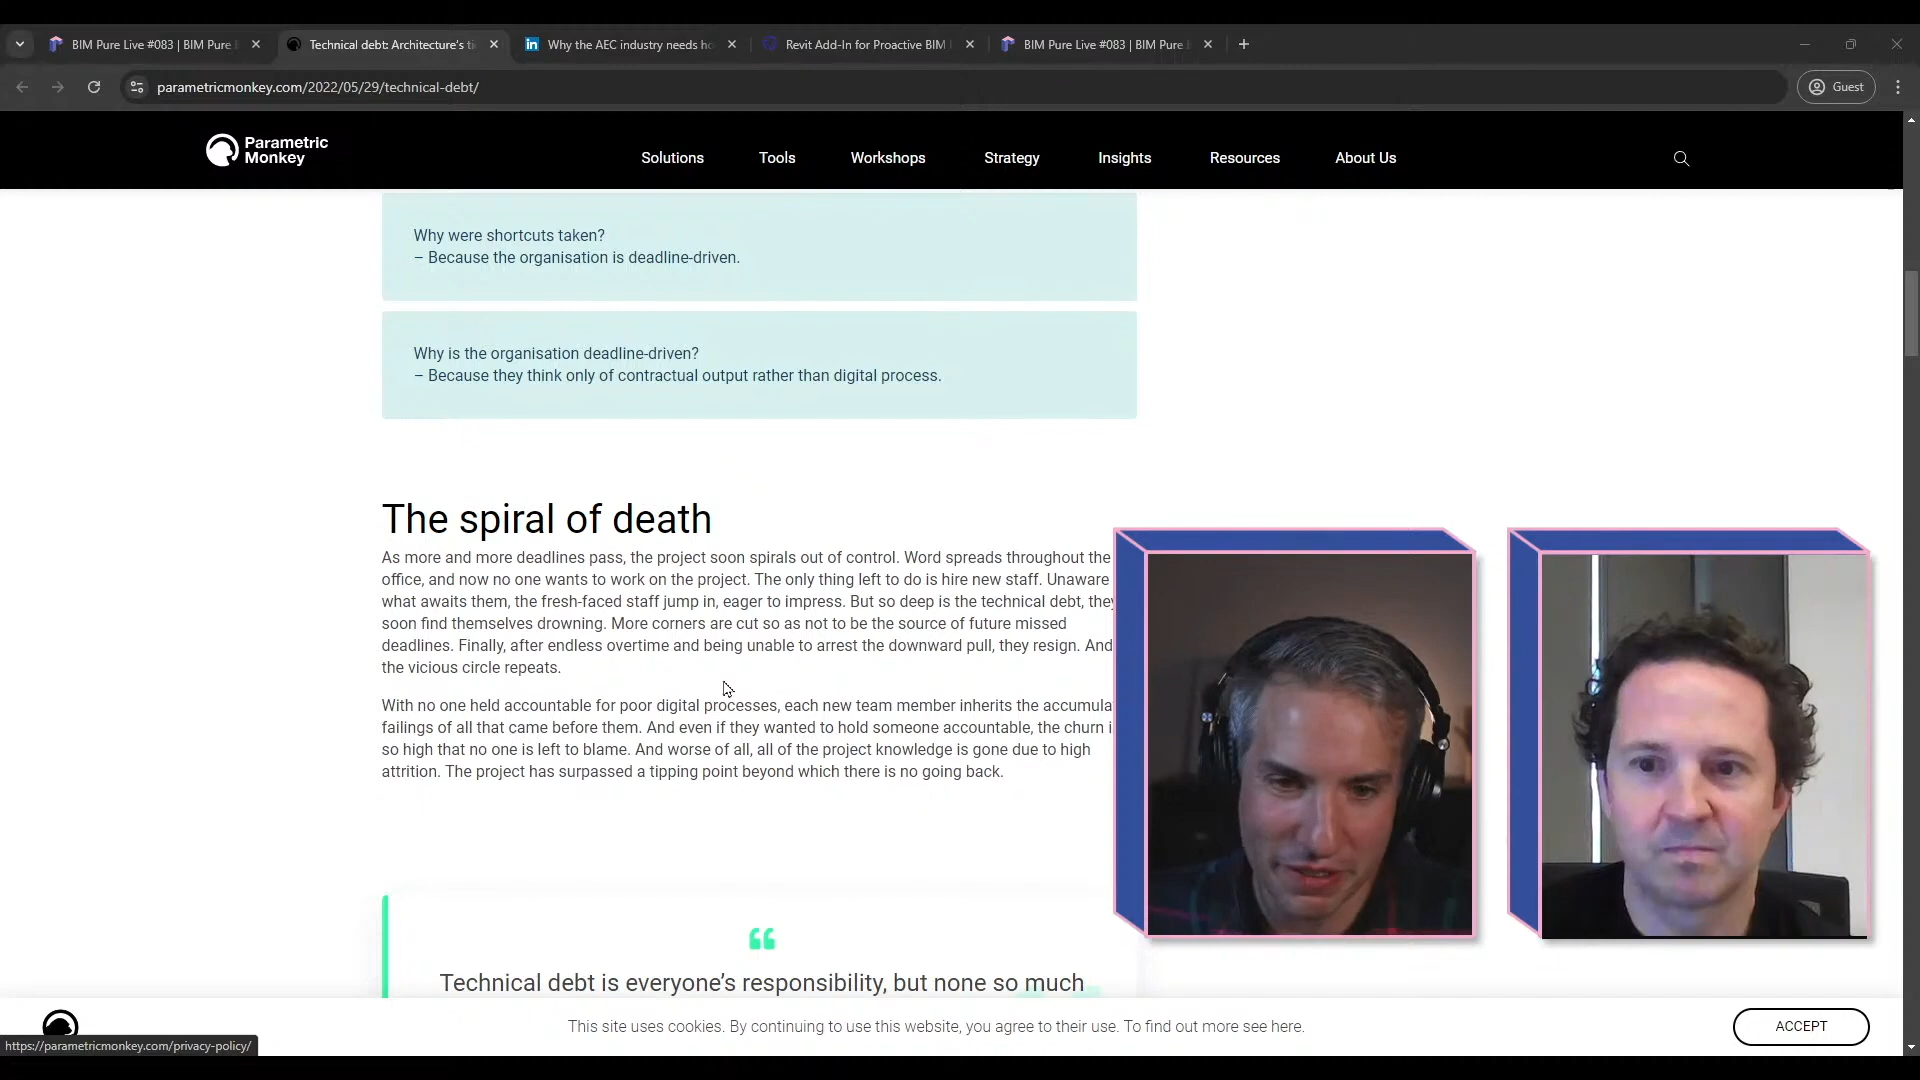 BIM Pure Live #083 | BIM Pure
Technical debt: Architecture's ti
in
Why the AEC industry needs ho
Revit Add-In for Proactive BIM
BIM Pure Live #083 | BIM Pure
parametricmonkey.com/2022/05/29/technical-debt/
Guest
Parametric
Monkey
Solutions
Tools
Workshops
Strategy
Insights
Resources
About Us
Why were shortcuts taken?
– Because the organisation is deadline-driven.
Why is the organisation deadline-driven?
– Because they think only of contractual output rather than digital process.
The spiral of death
As more and more deadlines pass, the project soon spirals out of control. Word spreads throughout the
office, and now no one wants to work on the project. The only thing left to do is hire new staff. Unaware
what awaits them, the fresh-faced staff jump in, eager to impress. But so deep is the technical debt, they
soon find themselves drowning. More corners are cut so as not to be the source of future missed
deadlines. Finally, after endless overtime and being unable to arrest the downward pull, they resign. And
the vicious circle repeats.
With no one held accountable for poor digital processes, each new team member inherits the accumula
failings of all that came before them. And even if they wanted to hold someone accountable, the churn i
so high that no one is left to blame. And worse of all, all of the project knowledge is gone due to high
attrition. The project has surpassed a tipping point beyond which there is no going back.
“
Technical debt is everyone’s responsibility, but none so much
This site uses cookies. By continuing to use this website, you agree to their use. To find out more see here.
ACCEPT
https://parametricmonkey.com/privacy-policy/